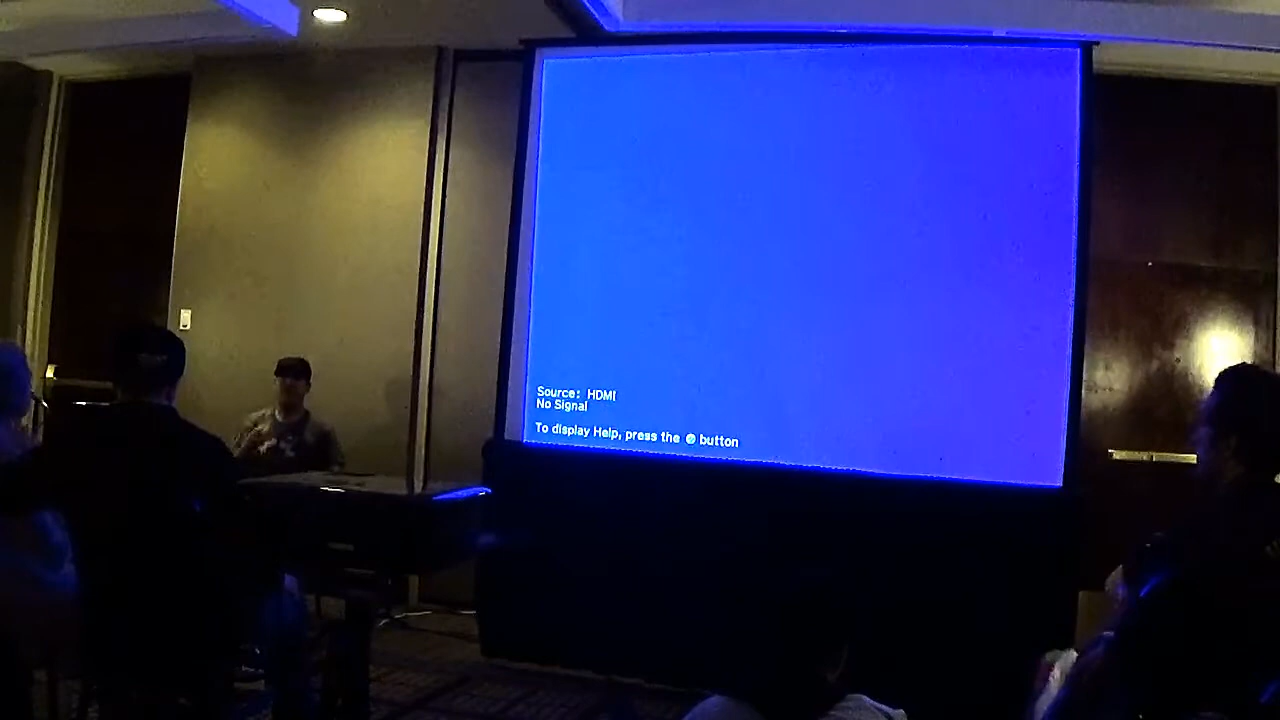 Source: HDMI
No Signal
To display Help, press the button